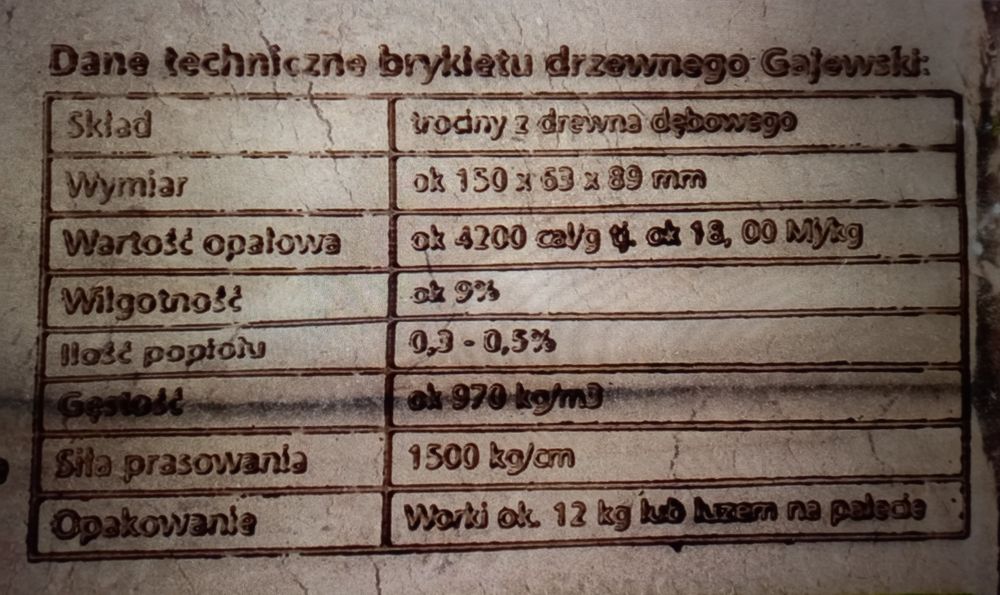 Dane techniczne brykietu drzewnego Gajewski:
Skład trociny z drewna dębowego
Wymiar ok 150 x 63 x 89 mm
Wartość opałowa ok 4200 cal/g tj. ok 18, 00 MJ/kg
Wilgotność ok 9%
Ilość popiołu 0,3 - 0,5%
Gęstość ok 970 kg/m3
Siła prasowania 1500 kg/cm
Opakowanie Worki ok. 12 kg lub luzem na palecie